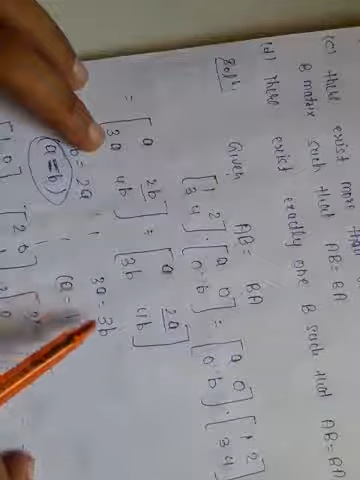 (c) there exist more than
B matrix such that AB = BA
(d) There exist exactly one B such that AB = BA
Soln. Given AB = BA
[1 2 3 4] · [a 0 0 b] = [a 0 0 b] · [1 2 3 4]
= [a 2b 3a 4b] = [a 2a 3b 4b]
= 2a 3a = 3b
(a = b)